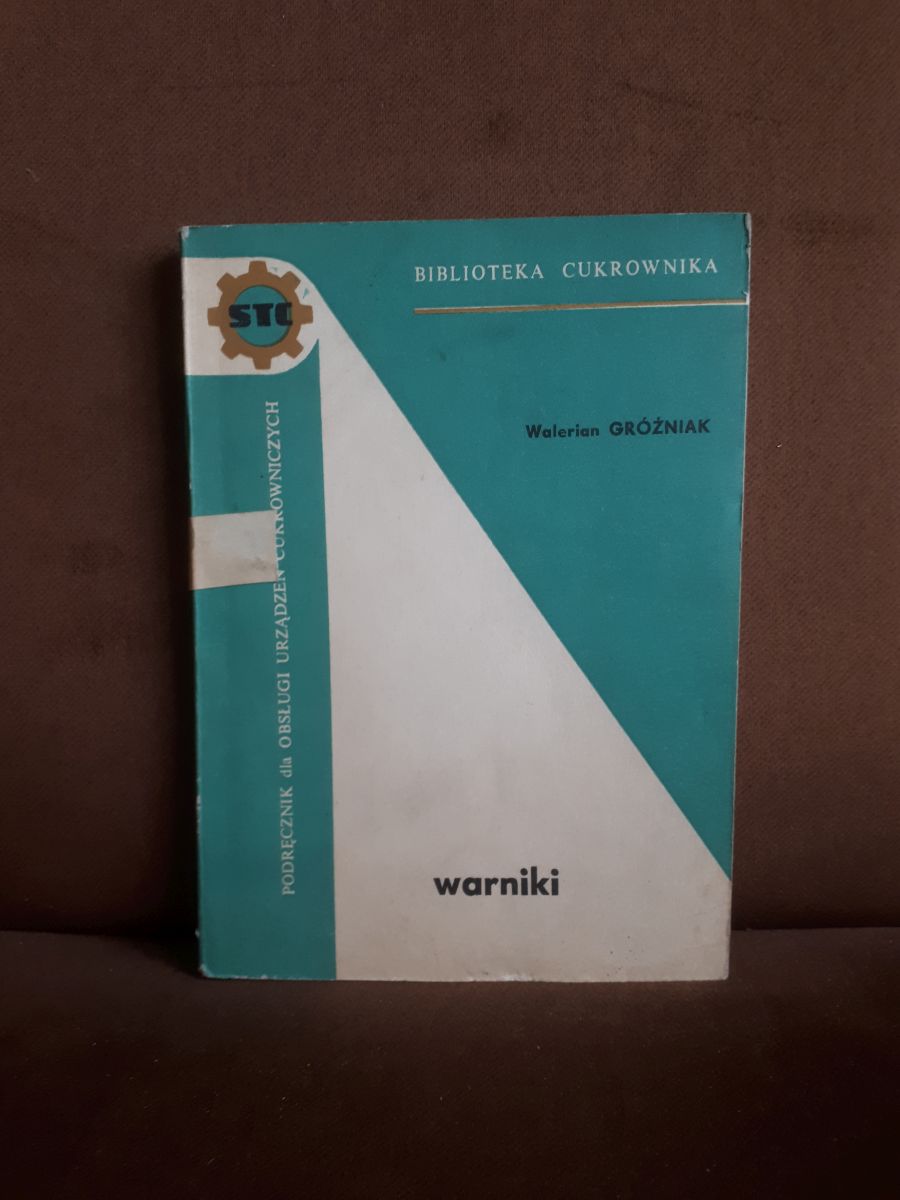 BIBLIOTEKA CUKROWNIKA
STC
Walerian GRÓŹNIAK
PODRĘCZNIK dla OBSŁUGI URZĄDZEŃ CUKROWNICZYCH
warniki